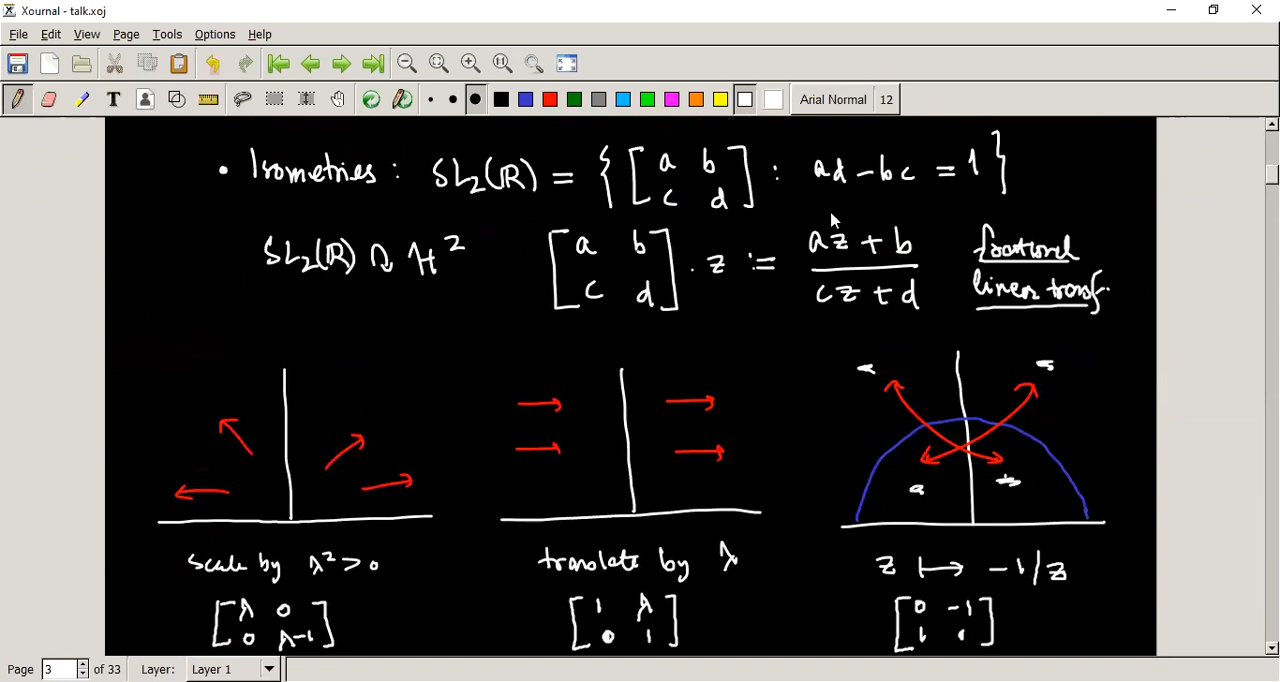 Xournal - talk.xoj
File Edit View Page Tools Options Help
Arial Normal 12
• Isometries : SL₂(ℝ) = { [a b; c d] : ad - bc = 1 }
SL₂(ℝ) ↷ H² [a b; c d] . z := (az + b)/(cz + d) fractional
linear transf.
scale by λ² > 0 translate by λ z ⟼ -1/z
[λ 0; 0 λ-1] [1 λ; 0 1] [0 -1; 1 0]
Page 3 of 33 Layer: Layer 1